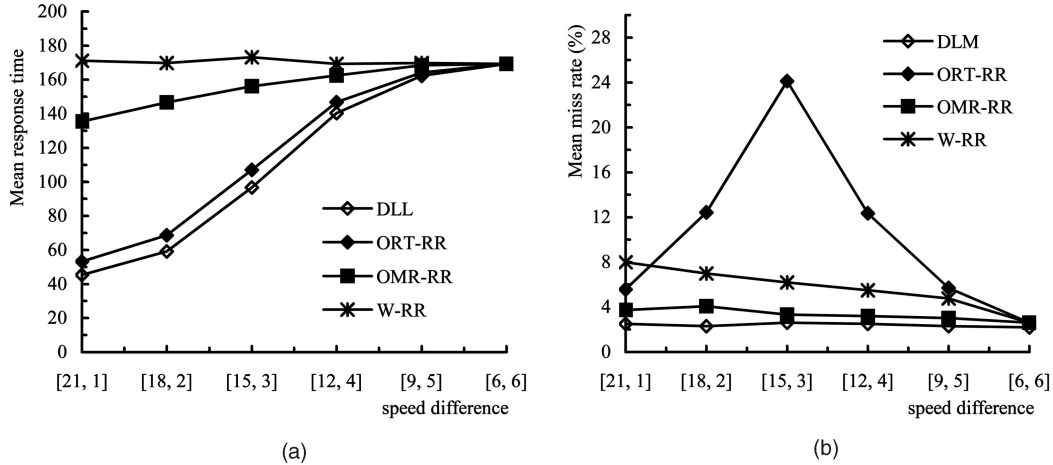 Mean response time
200
180
160
140
120
100
80
60
40
20
0
DLL
ORT-RR
OMR-RR
W-RR
[21, 1] [18, 2] [15, 3] [12, 4] [9, 5] [6, 6]
speed difference
(a)
Mean miss rate (%)
28
24
20
16
12
8
4
0
DLM
ORT-RR
OMR-RR
W-RR
[21, 1] [18, 2] [15, 3] [12, 4] [9, 5] [6, 6]
speed difference
(b)